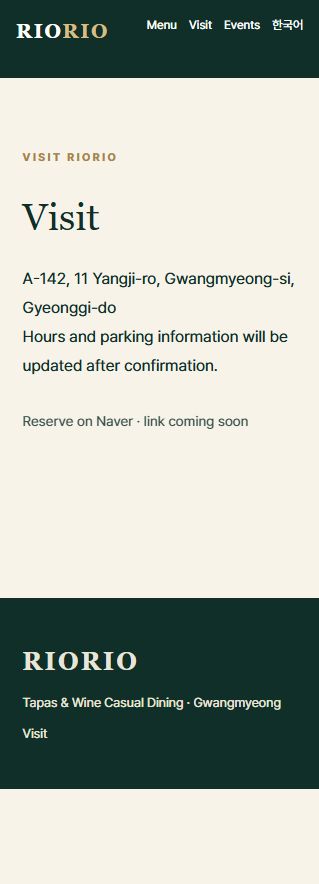 RIORIO
Menu Visit Events 한국어
VISIT RIORIO
Visit
A-142, 11 Yangji-ro, Gwangmyeong-si,
Gyeonggi-do
Hours and parking information will be
updated after confirmation.
Reserve on Naver · link coming soon
RIORIO
Tapas & Wine Casual Dining · Gwangmyeong
Visit